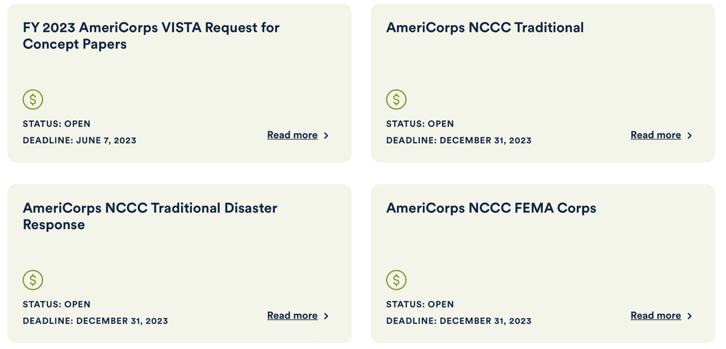 FY 2023 AmeriCorps VISTA Request for
Concept Papers
$
STATUS: OPEN
DEADLINE: JUNE 7, 2023
Read more >
AmeriCorps NCCC Traditional
$
STATUS: OPEN
DEADLINE: DECEMBER 31, 2023
Read more >
AmeriCorps NCCC Traditional Disaster
Response
$
STATUS: OPEN
DEADLINE: DECEMBER 31, 2023
Read more >
AmeriCorps NCCC FEMA Corps
$
STATUS: OPEN
DEADLINE: DECEMBER 31, 2023
Read more >